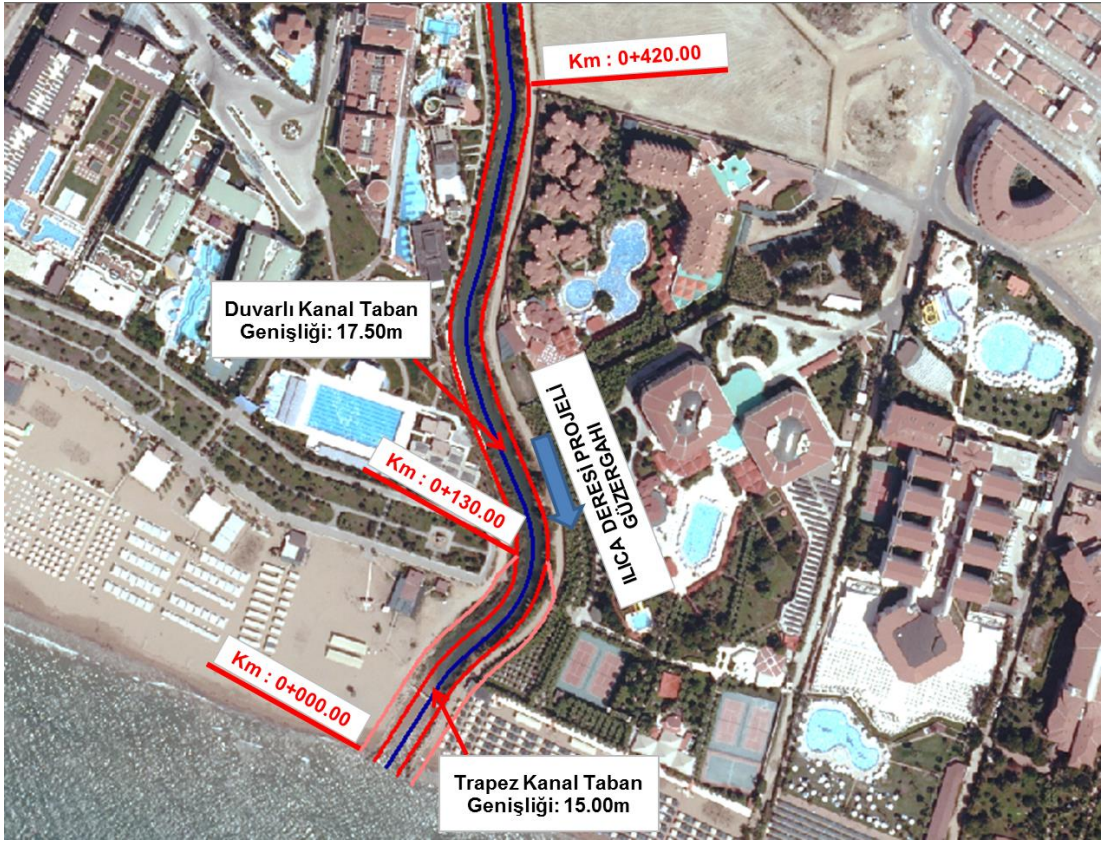 Km : 0+420.00
Duvarlı Kanal Taban
Genişliği: 17.50m
ILICA DERESİ PROJELİ
GÜZERGAHI
Km : 0+130.00
Km : 0+000.00
Trapez Kanal Taban
Genişliği: 15.00m